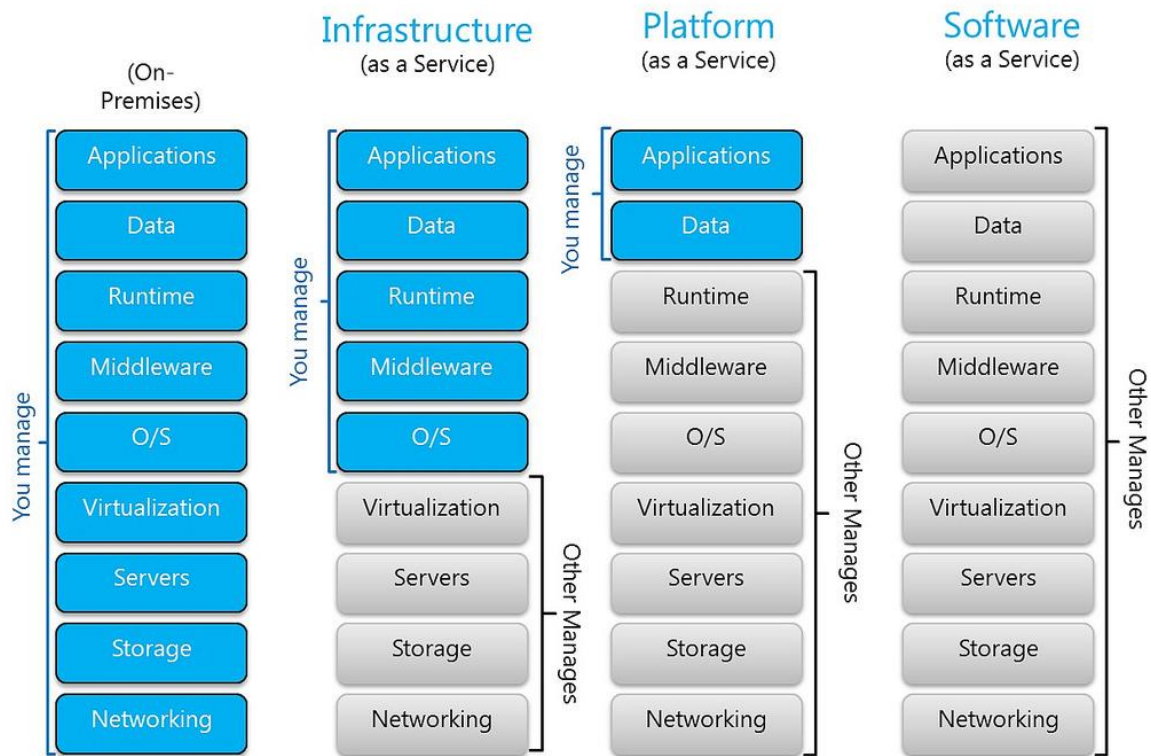 (On-
Premises)
You manage
Applications
Data
Runtime
Middleware
O/S
Virtualization
Servers
Storage
Networking
Infrastructure
(as a Service)
You manage
Applications
Data
Runtime
Middleware
O/S
Virtualization
Servers
Storage
Networking
Other Manages
Platform
(as a Service)
You manage
Applications
Data
Runtime
Middleware
O/S
Virtualization
Servers
Storage
Networking
Other Manages
Software
(as a Service)
Applications
Data
Runtime
Middleware
O/S
Virtualization
Servers
Storage
Networking
Other Manages